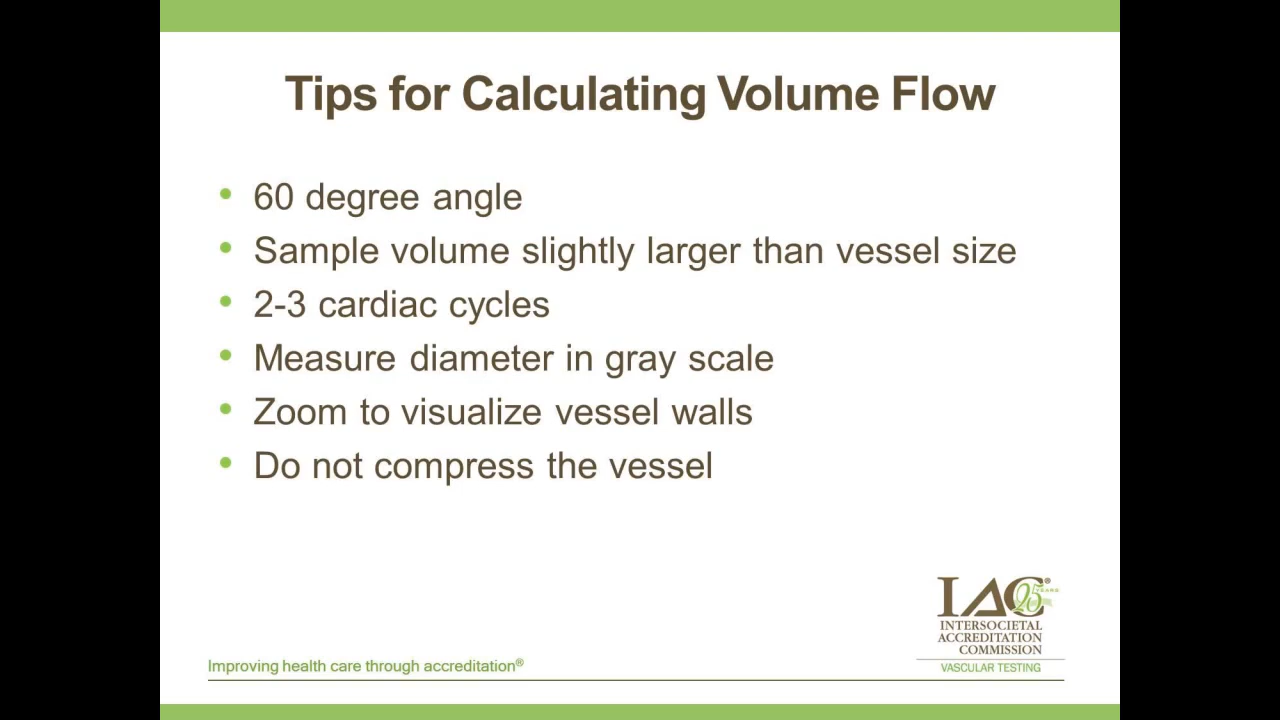 Tips for Calculating Volume Flow
• 60 degree angle
• Sample volume slightly larger than vessel size
• 2-3 cardiac cycles
• Measure diameter in gray scale
• Zoom to visualize vessel walls
• Do not compress the vessel
IAC®
25 YEARS
INTERSOCIETAL
ACCREDITATION
COMMISSION
VASCULAR TESTING
Improving health care through accreditation®